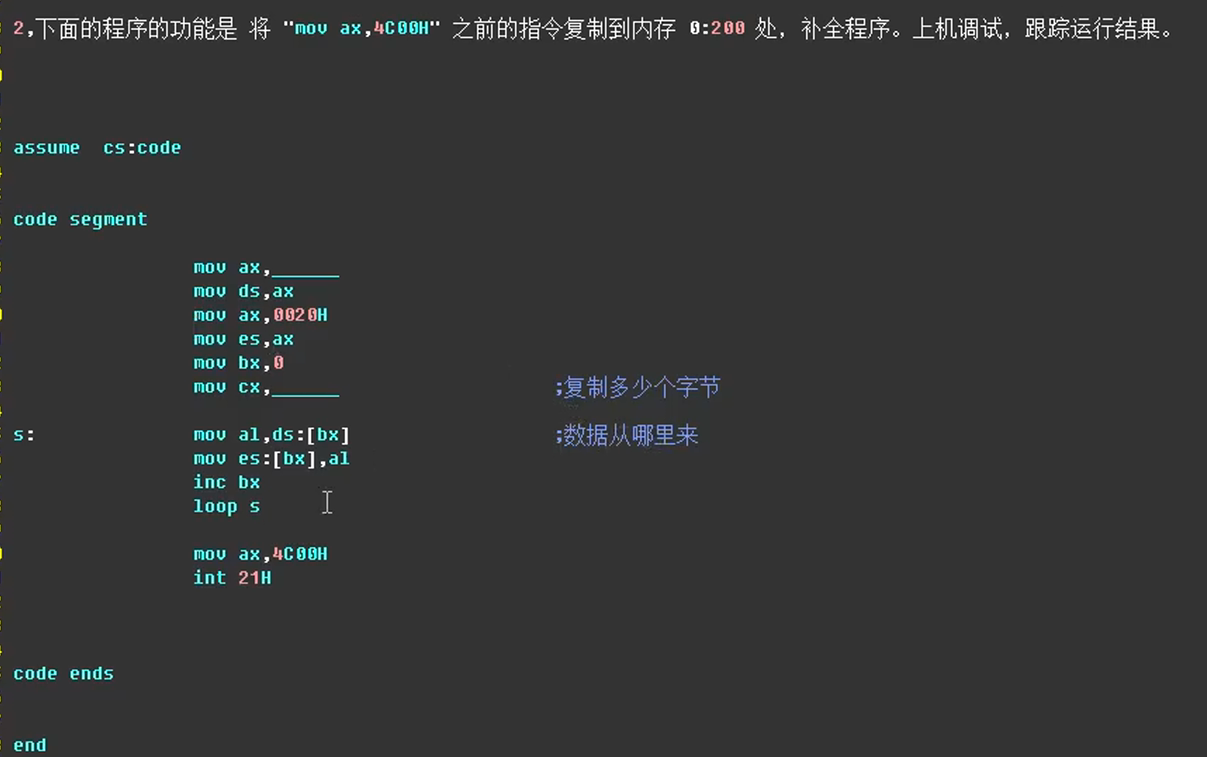 2,下面的程序的功能是 将 "mov ax,4C00H" 之前的指令复制到内存 0:200 处，补全程序。上机调试，跟踪运行结果。
assume cs:code
code segment
mov ax,______
mov ds,ax
mov ax,0020H
mov es,ax
mov bx,0
mov cx,______ ;复制多少个字节
s: mov al,ds:[bx] ;数据从哪里来
mov es:[bx],al
inc bx
loop s
mov ax,4C00H
int 21H
code ends
end